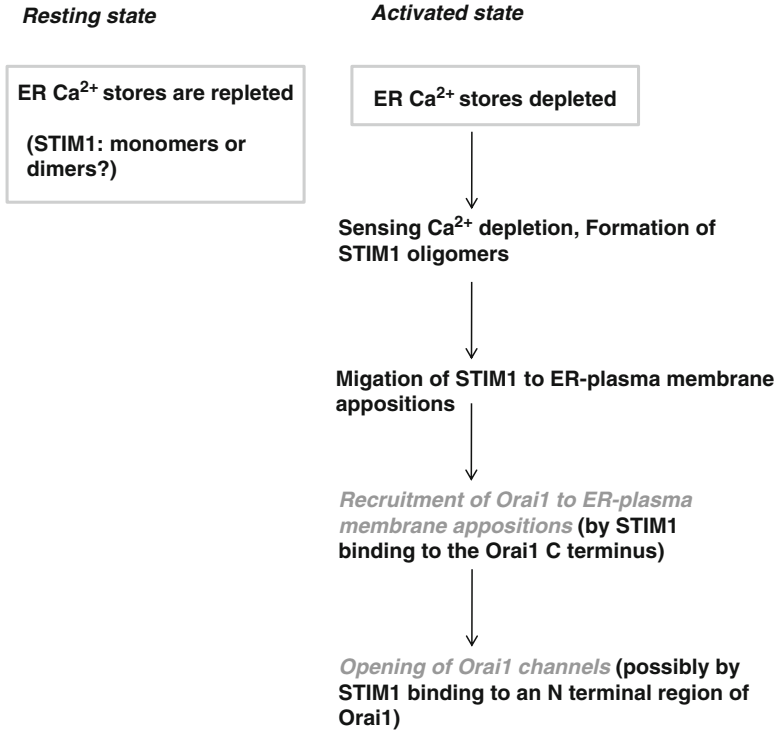 Resting state
Activated state
ER Ca²⁺ stores are repleted
(STIM1: monomers or
dimers?)
ER Ca²⁺ stores depleted
Sensing Ca²⁺ depletion, Formation of
STIM1 oligomers
Migation of STIM1 to ER-plasma membrane
appositions
Recruitment of Orai1 to ER-plasma
membrane appositions (by STIM1
binding to the Orai1 C terminus)
Opening of Orai1 channels (possibly by
STIM1 binding to an N terminal region of
Orai1)